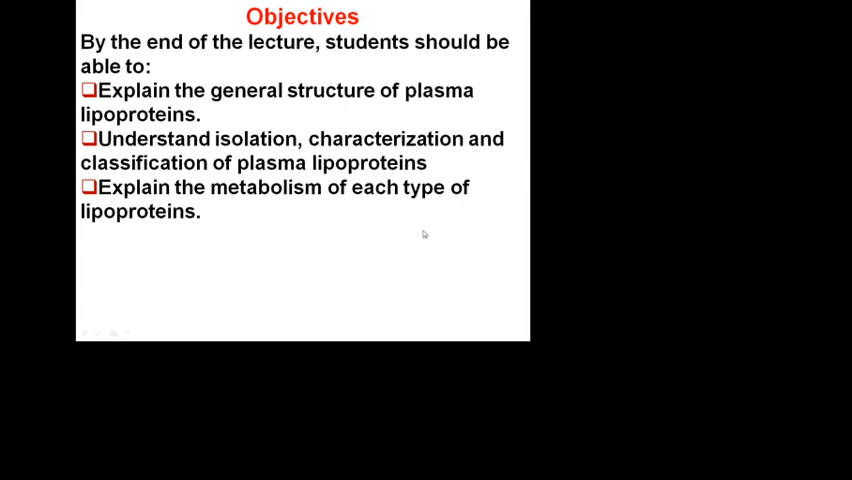 Objectives
By the end of the lecture, students should be
able to:
❑Explain the general structure of plasma
lipoproteins.
❑Understand isolation, characterization and
classification of plasma lipoproteins
❑Explain the metabolism of each type of
lipoproteins.